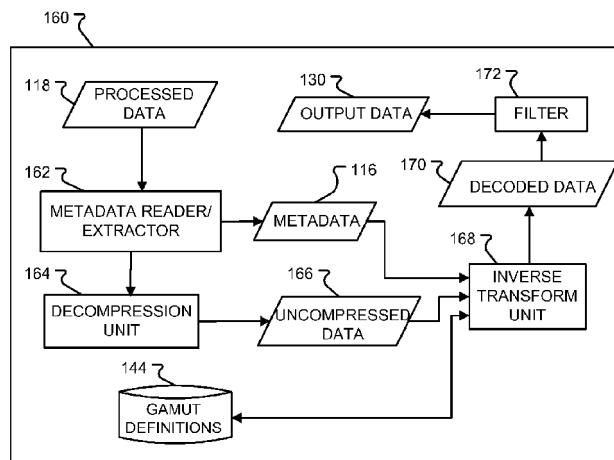 160
118
PROCESSED
DATA
130
OUTPUT DATA
172
FILTER
170
DECODED DATA
162
METADATA READER/
EXTRACTOR
116
METADATA
168
INVERSE
TRANSFORM
UNIT
164
DECOMPRESSION
UNIT
166
UNCOMPRESSED
DATA
144
GAMUT
DEFINITIONS